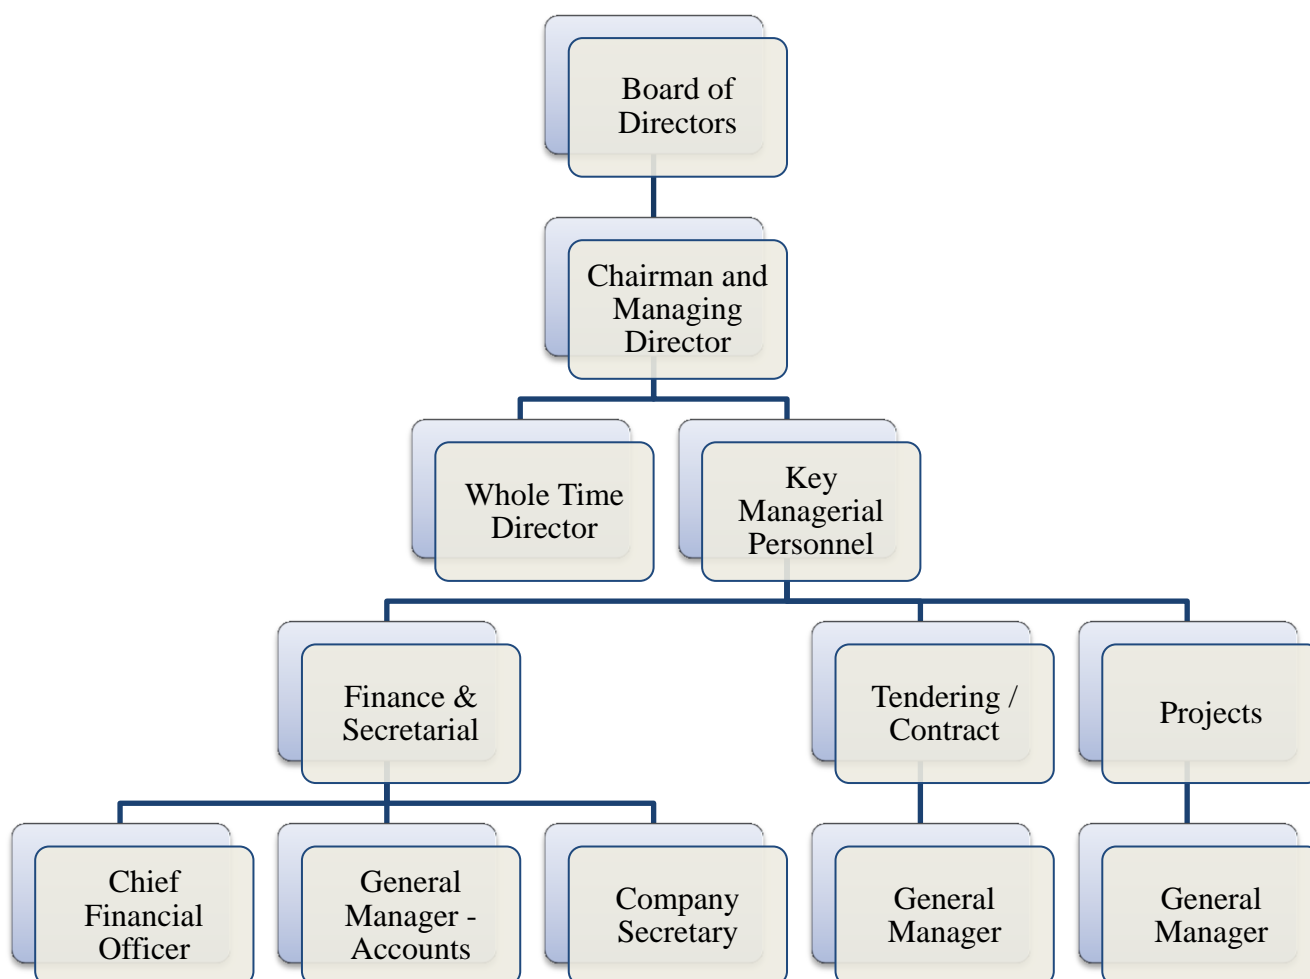 Board of
Directors
Chairman and
Managing
Director
Whole Time
Director
Key
Managerial
Personnel
Finance &
Secretarial
Tendering /
Contract
Projects
Chief
Financial
Officer
General
Manager -
Accounts
Company
Secretary
General
Manager
General
Manager